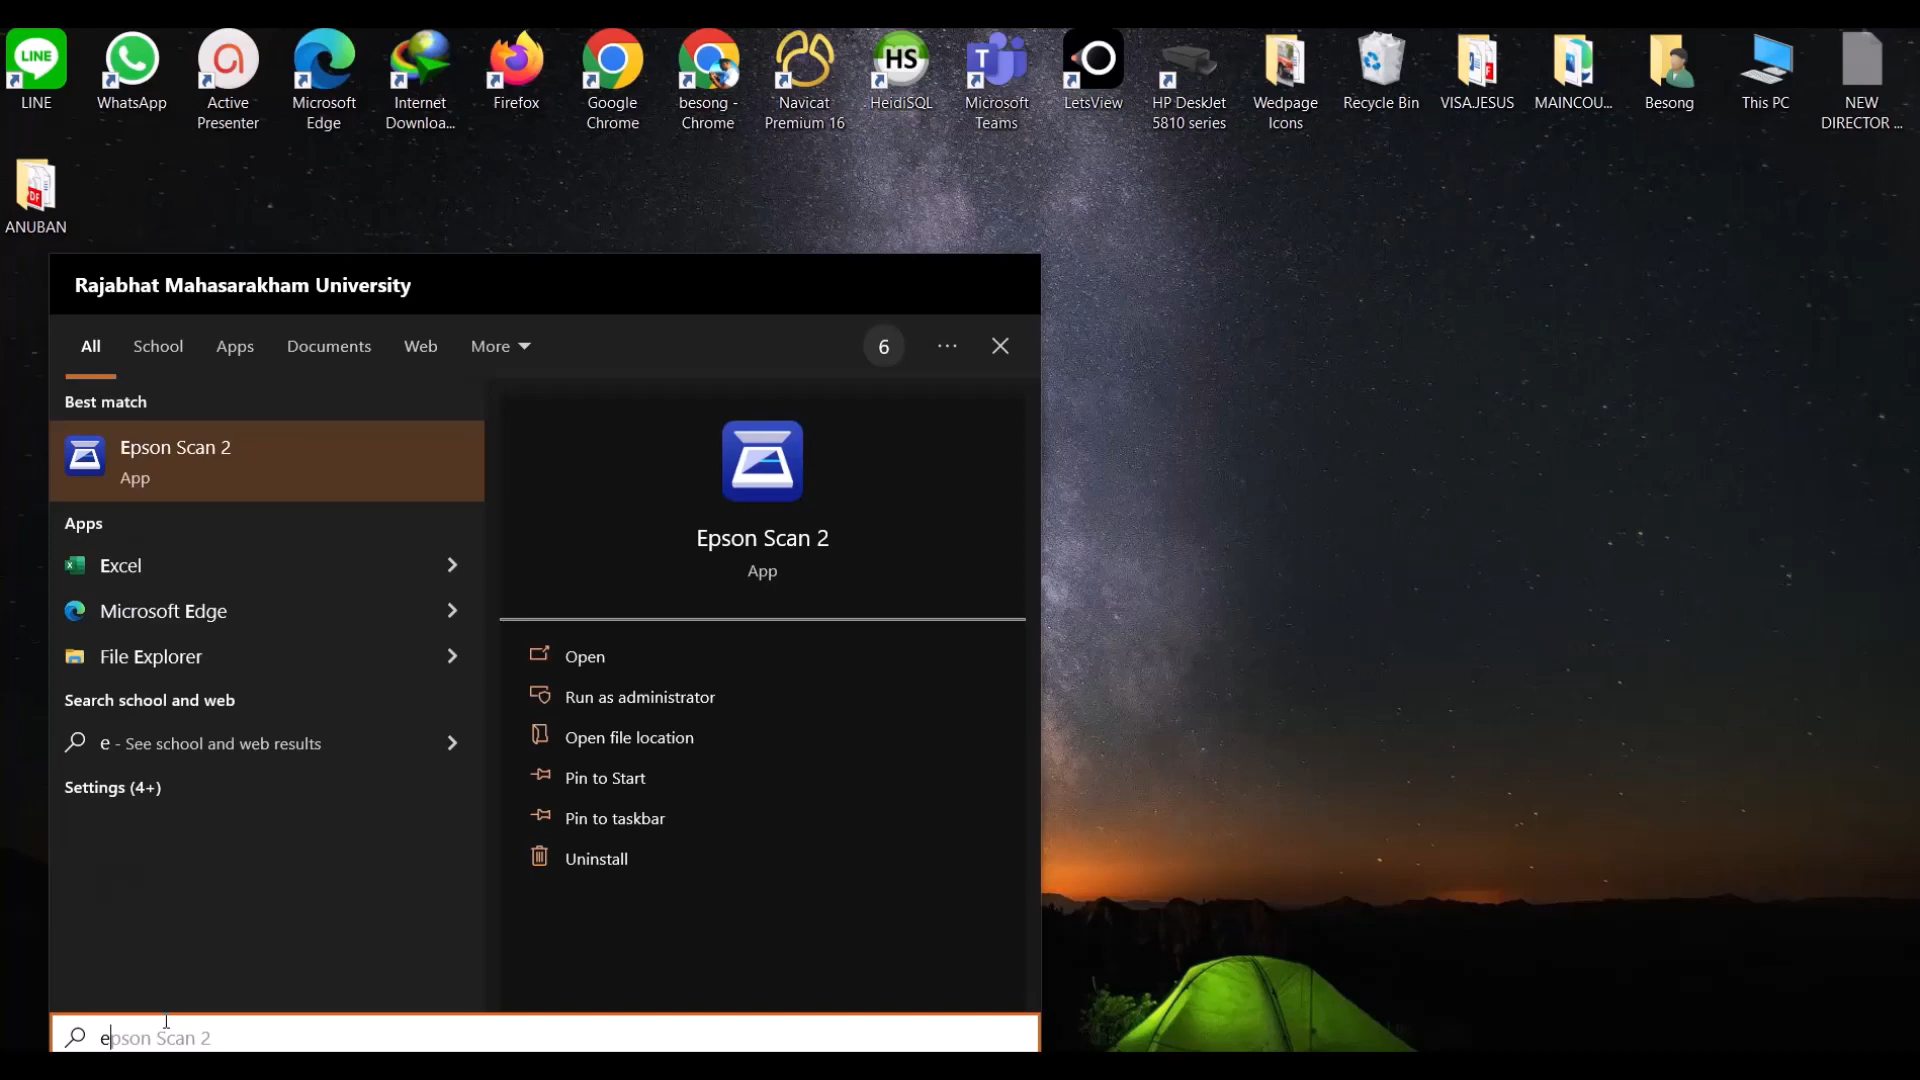 LINE
WhatsApp
Active
Presenter
Microsoft
Edge
Internet
Downloa...
Firefox
Google
Chrome
besong -
Chrome
Navicat
Premium 16
HS
HeidiSQL
Microsoft
Teams
LetsView
HP DeskJet
5810 series
Wedpage
Icons
Recycle Bin
VISAJESUS
MAINCOU...
Besong
This PC
NEW
DIRECTOR ...
ANUBAN
Rajabhat Mahasarakham University
All School Apps Documents Web More 6 ...
Best match
Epson Scan 2
App
Apps
Excel
Microsoft Edge
File Explorer
Search school and web
e - See school and web results
Settings (4+)
Epson Scan 2
App
Open
Run as administrator
Open file location
Pin to Start
Pin to taskbar
Uninstall
epson Scan 2